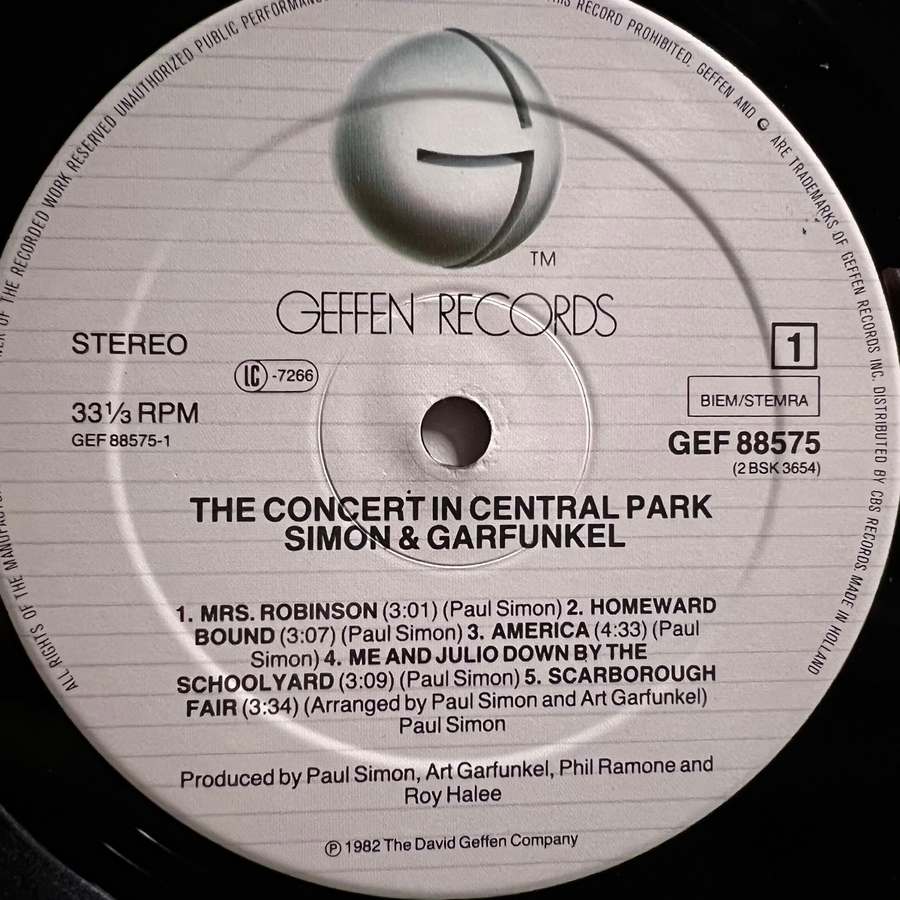 ER OF THE RECORDED WORK RESERVED UNAUTHORIZED PUBLIC PERFORMAN
THIS RECORD PROHIBITED. GEFFEN AND G ARE TRADEMARKS OF GEFFEN RECORDS INC. DISTRIBUTED BY CBS RECORDS. MADE IN HOLLAND
ALL RIGHTS OF THE MANUFACTU
TM
GEFFEN RECORDS
STEREO
1
LC -7266
BIEM/STEMRA
33⅓ RPM
GEF 88575
GEF 88575-1
(2 BSK 3654)
THE CONCERT IN CENTRAL PARK
SIMON & GARFUNKEL
1. MRS. ROBINSON (3:01) (Paul Simon) 2. HOMEWARD
BOUND (3:07) (Paul Simon) 3. AMERICA (4:33) (Paul
Simon) 4. ME AND JULIO DOWN BY THE
SCHOOLYARD (3:09) (Paul Simon) 5. SCARBOROUGH
FAIR (3:34) (Arranged by Paul Simon and Art Garfunkel)
Paul Simon
Produced by Paul Simon, Art Garfunkel, Phil Ramone and
Roy Halee
℗ 1982 The David Geffen Company